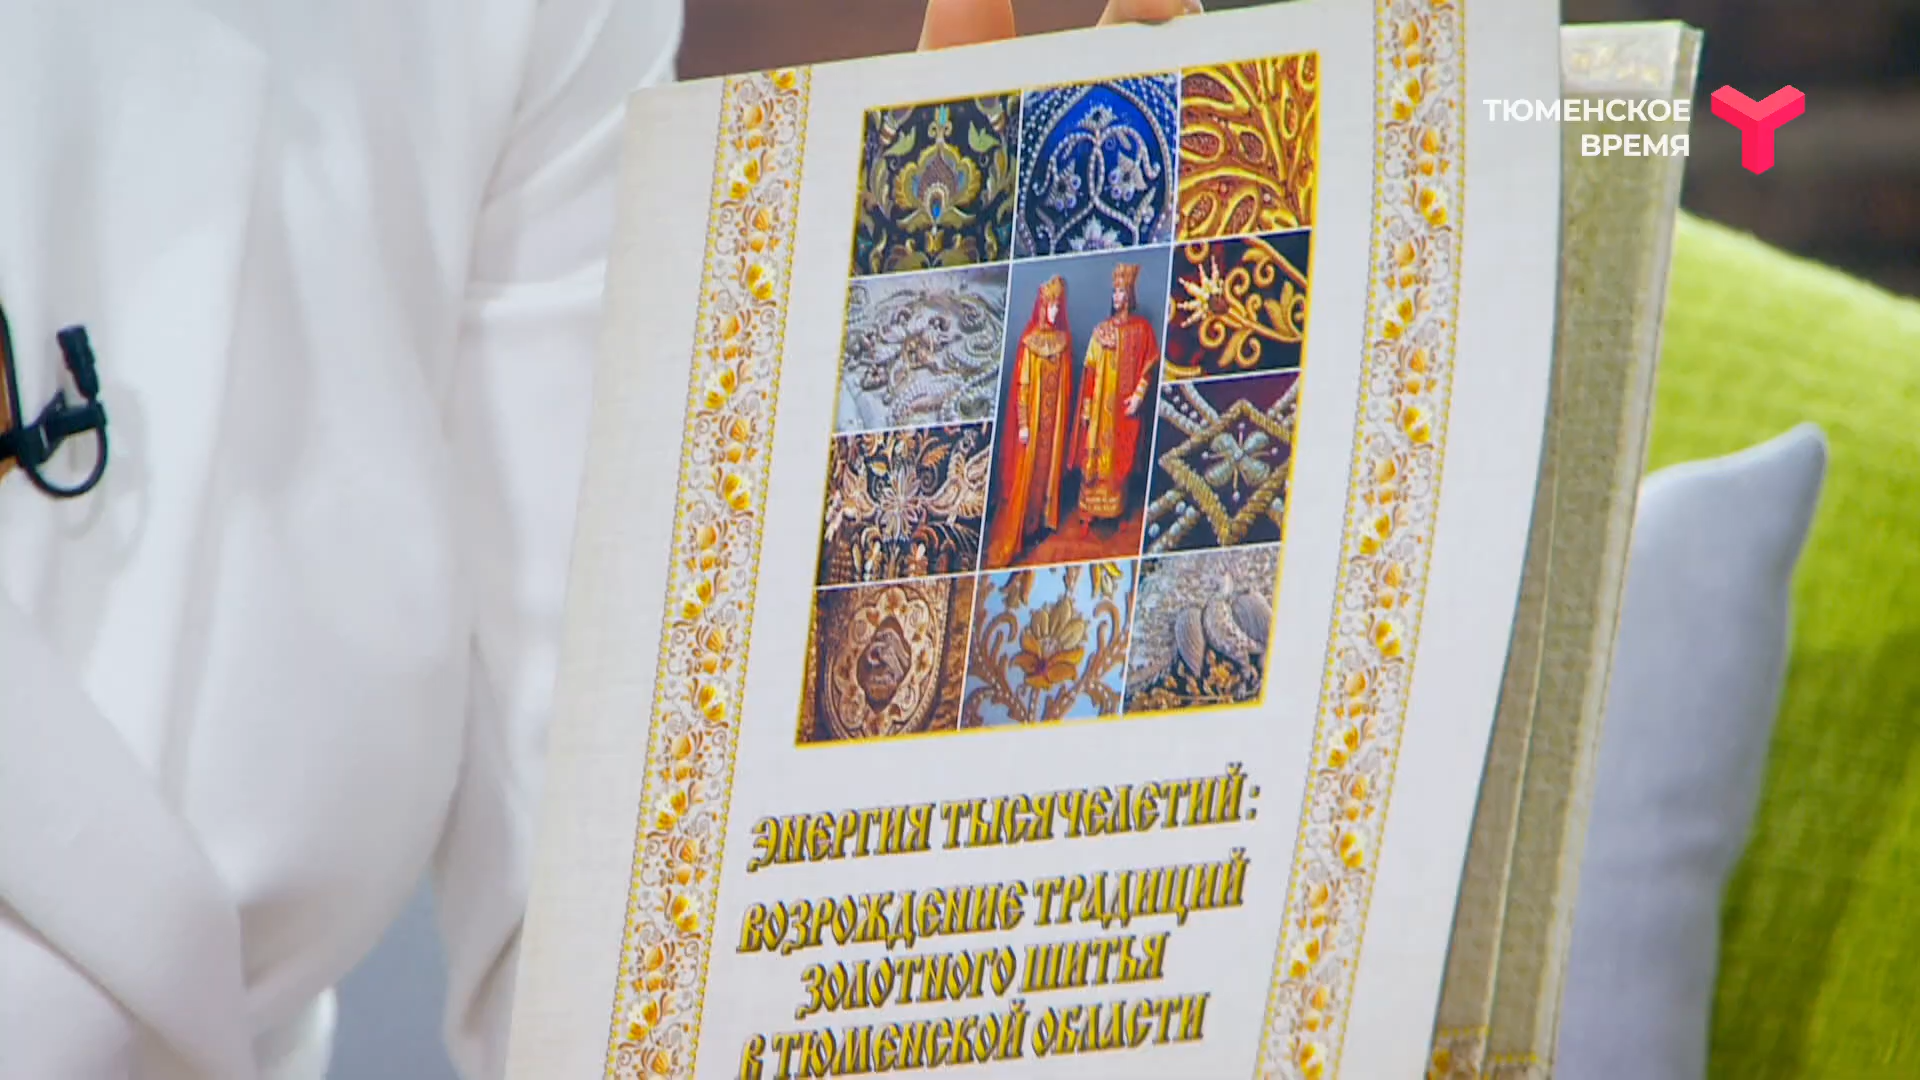 ТЮМЕНСКОЕ
ВРЕМЯ
ЭНЕРГИЯ ТЫСЯЧЕЛЕТИЙ:
ВОЗРОЖДЕНИЕ ТРАДИЦИЙ
ЗОЛОТНОГО ШИТЬЯ
В ТЮМЕНСКОЙ ОБЛАСТИ